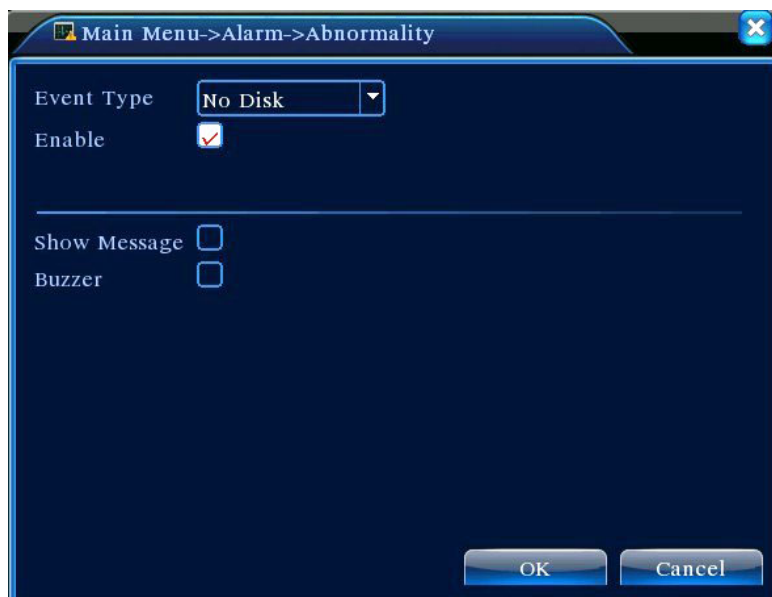 Main Menu->Alarm->Abnormality
Event Type No Disk
Enable
Show Message
Buzzer
OK Cancel